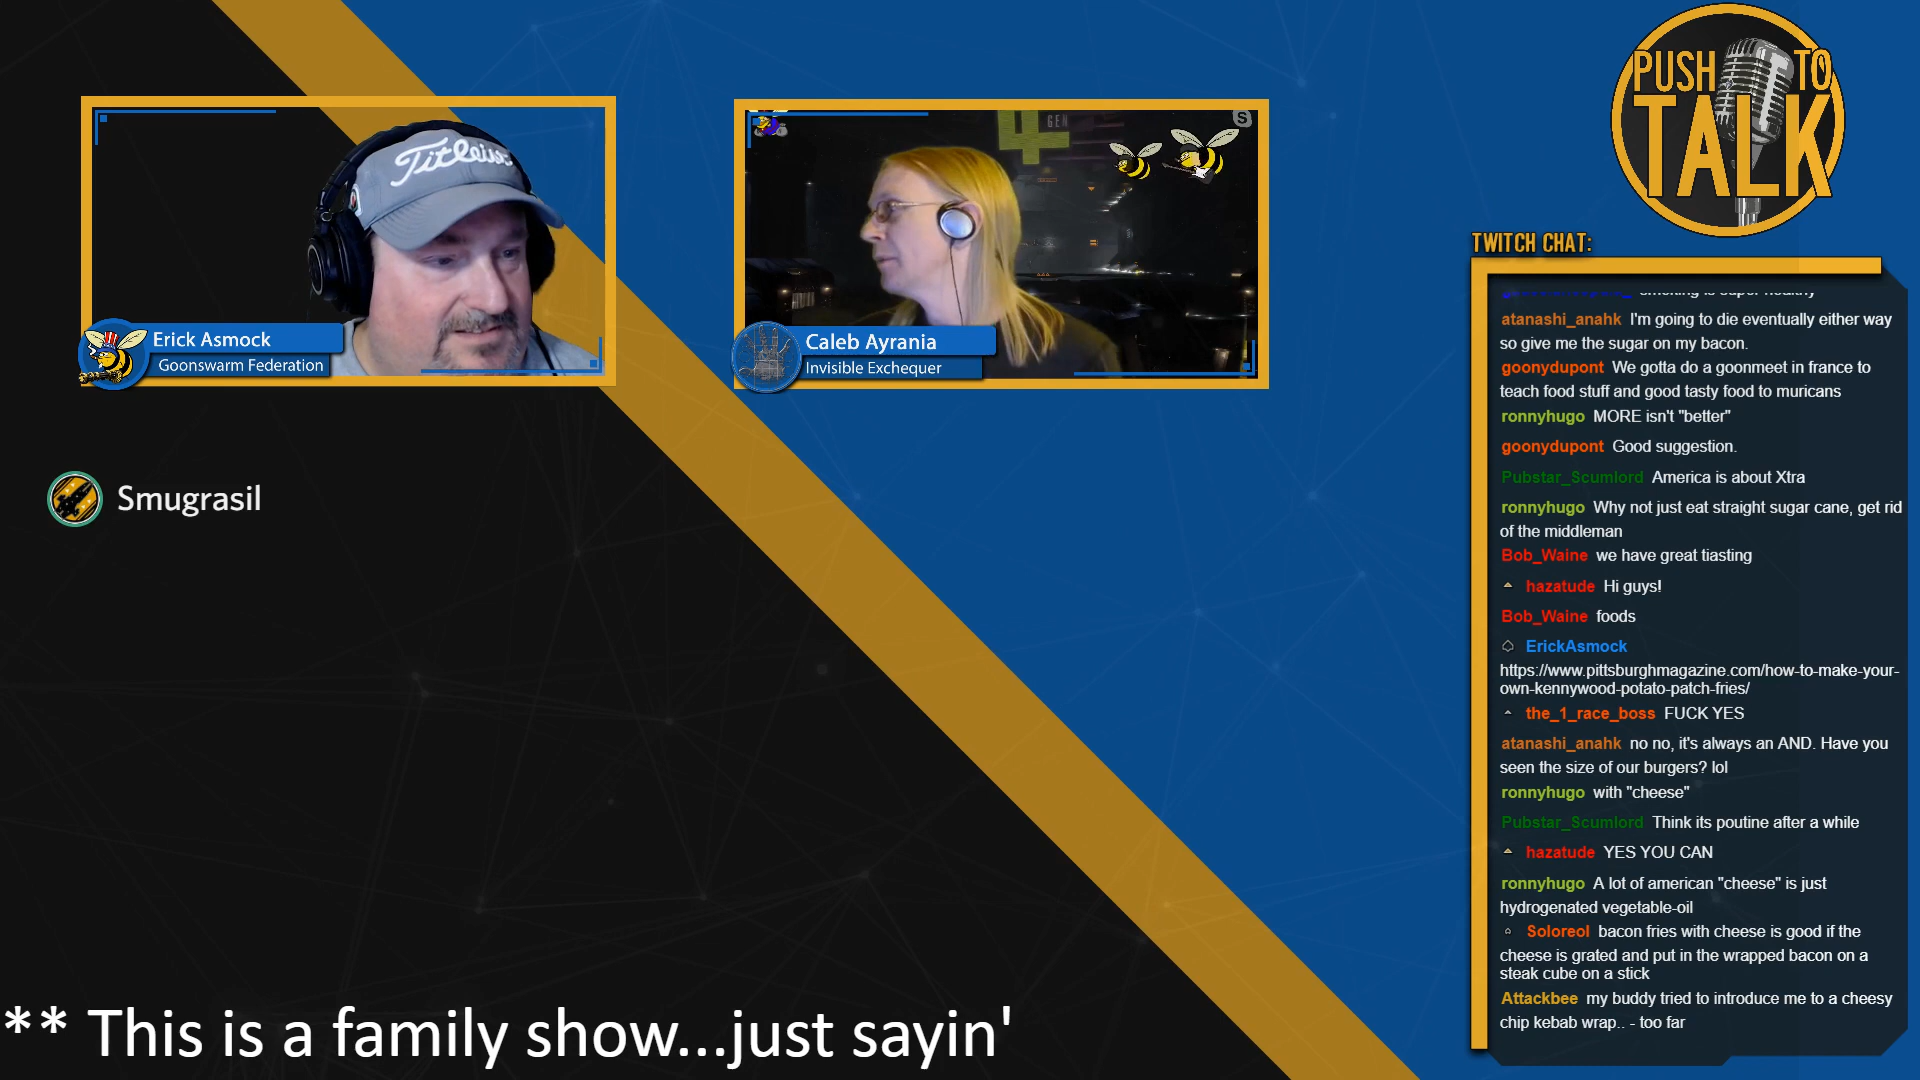 PUSH TO
TALK
Titleist
GEN
S
Erick Asmock
Goonswarm Federation
Caleb Ayrania
Invisible Exchequer
Smugrasil
** This is a family show...just sayin'
TWITCH CHAT:
smoking is super healthy
atanashi_anahk I'm going to die eventually either way
so give me the sugar on my bacon.
goonydupont We gotta do a goonmeet in france to
teach food stuff and good tasty food to muricans
ronnyhugo MORE isn't "better"
goonydupont Good suggestion.
Pubstar_Scumlord America is about Xtra
ronnyhugo Why not just eat straight sugar cane, get rid
of the middleman
Bob_Waine we have great tiasting
hazatude Hi guys!
Bob_Waine foods
ErickAsmock
https://www.pittsburghmagazine.com/how-to-make-your-
own-kennywood-potato-patch-fries/
the_1_race_boss FUCK YES
atanashi_anahk no no, it's always an AND. Have you
seen the size of our burgers? lol
ronnyhugo with "cheese"
Pubstar_Scumlord Think its poutine after a while
hazatude YES YOU CAN
ronnyhugo A lot of american "cheese" is just
hydrogenated vegetable-oil
Soloreol bacon fries with cheese is good if the
cheese is grated and put in the wrapped bacon on a
steak cube on a stick
Attackbee my buddy tried to introduce me to a cheesy
chip kebab wrap.. - too far